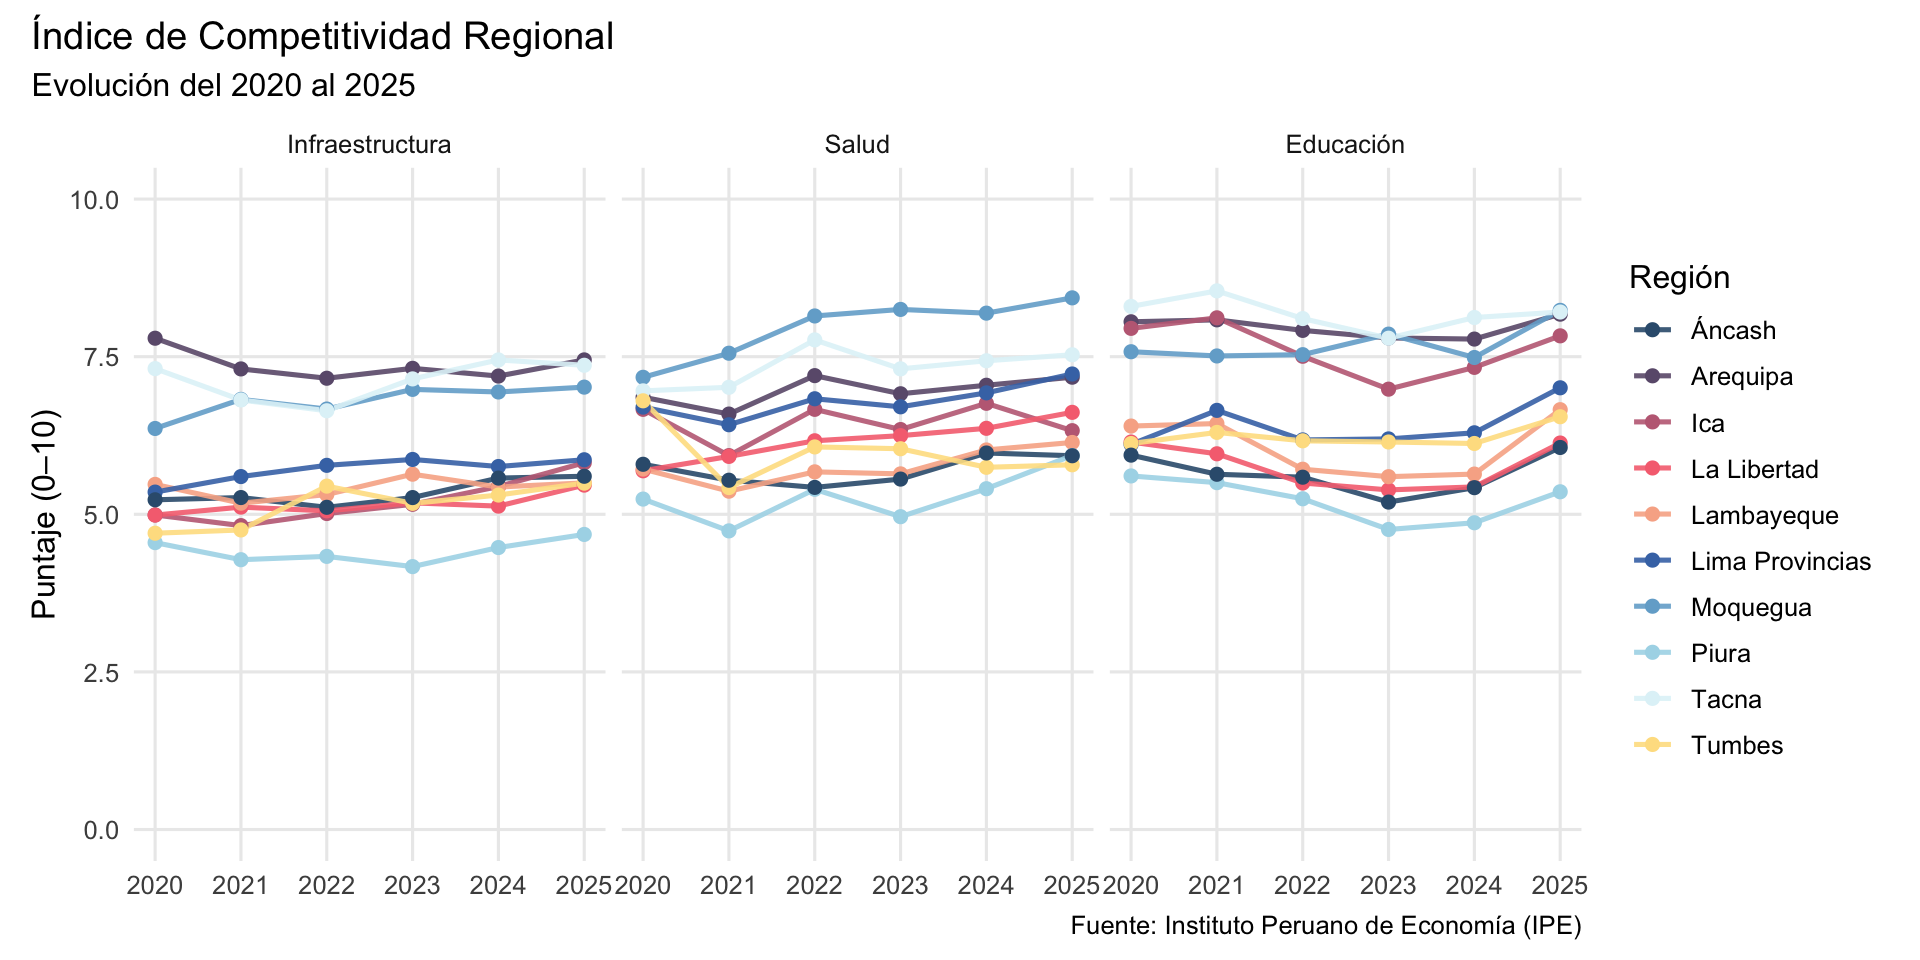 Índice de Competitividad Regional
Evolución del 2020 al 2025
Infraestructura
Salud
Educación
Puntaje (0–10)
10.0
7.5
5.0
2.5
0.0
2020 2021 2022 2023 2024 2025
2020 2021 2022 2023 2024 2025
2020 2021 2022 2023 2024 2025
Región
Áncash
Arequipa
Ica
La Libertad
Lambayeque
Lima Provincias
Moquegua
Piura
Tacna
Tumbes
Fuente: Instituto Peruano de Economía (IPE)